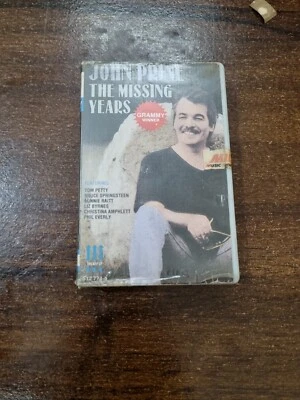 JOHN PRINE
THE MISSING
YEARS
GRAMMY
WINNER
FEATURING
TOM PETTY
BRUCE SPRINGSTEEN
BONNIE RAITT
LIZ BYRNES
CHRISTINA AMPHLETT
PHIL EVERLY